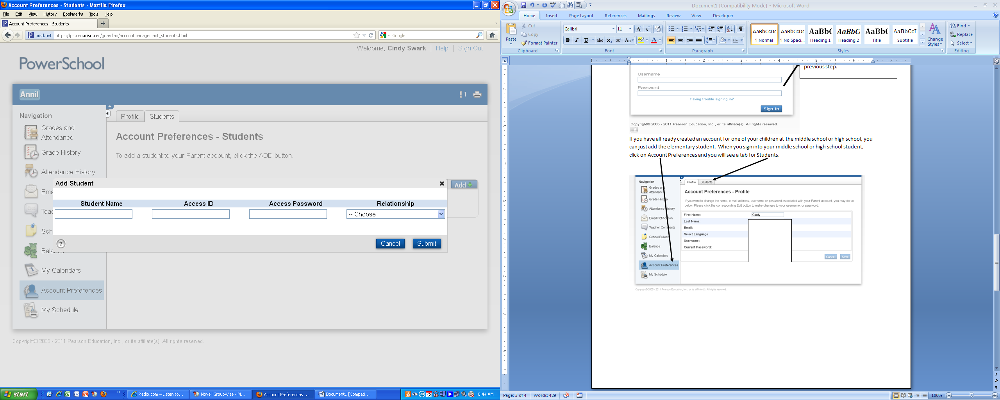 Account Preferences - Students - Mozilla Firefox
File Edit View History Bookmarks Tools Help
Account Preferences - Students
misd.net https://ps.cen.misd.net/guardian/accountmanagement_students.html Google
Welcome, Cindy Swark Help Sign Out
PowerSchool
Annil 1
Navigation
Grades and
Attendance
Grade History
Attendance History
Ema
Teac
Sch
Balance
My Calendars
Account Preferences
My Schedule
Profile Students
Account Preferences - Students
To add a student to your Parent account, click the ADD button.
Add
Add Student
Student Name Access ID Access Password Relationship
-- Choose
? Cancel Submit
Copyright© 2005 - 2011 Pearson Education, Inc., or its affiliate(s). All rights reserved.
start Radio.com – Listen to... Novell GroupWise - M... Account Preferences ... Document1 [Compati... 8:44 AM
Document1 [Compatibility Mode] - Microsoft Word
Home Insert Page Layout References Mailings Review View Developer
Paste
Cut
Copy
Format Painter
Clipboard
Calibri 11
B I U abc x₂ x² Aa
Font
Paragraph
AaBbCcDc AaBbCcDc AaBbC AaBbC AaBbC AaBbCcI
¶ Normal ¶ No Spaci... Heading 1 Heading 2 Title Subtitle
Change
Styles
Styles
Find
Replace
Select
Editing
previous step.
Username
Password
Having trouble signing in?
Sign In
Copyright© 2005 - 2011 Pearson Education, Inc., or its affiliate(s). All rights reserved.
If you have all ready created an account for one of your children at the middle school or high school, you
can just add the elementary student. When you sign into your middle school or high school student,
click on Account Preferences and you will see a tab for Students.
Navigation
Grades and
Attendance
Grade History
Attendance History
Email Notification
Teacher Comments
School Bulletin
Balance
My Calendars
Account Preferences
My Schedule
Profile Students
Account Preferences - Profile
If you want to change the name, e-mail address, username or password associated with your Parent account, you may do so
below. Please click the corresponding Edit button to make changes to your username, or password.
First Name: Cindy
Last Name:
Email:
Select Language
Username:
Current Password:
Cancel Save
Copyright© 2005 - 2011 Pearson Education, Inc., or its affiliate(s). All rights reserved.
Page: 3 of 4 Words: 429 100%